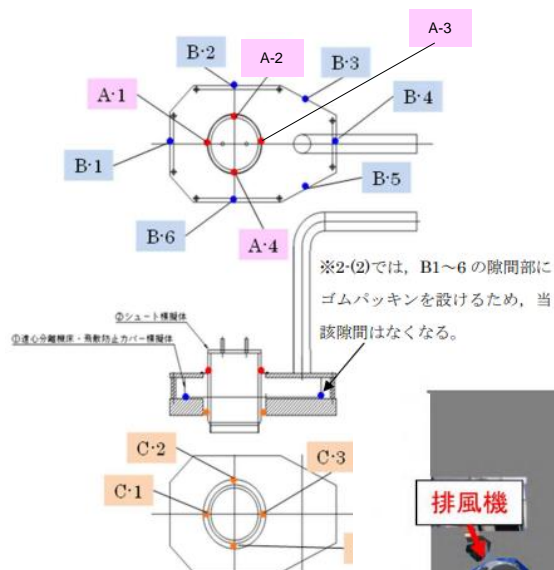 A-3
B·2
A-2
B·3
A·1
B·4
B·1
B·5
B·6
A·4
※2-(2)では，B1～6 の隙間部に
ゴムパッキンを設けるため，当
該隙間はなくなる。
②シュート模擬体
①遠心分離機床・飛散防止カバー模擬体
C·2
C·3
C·1
排風機